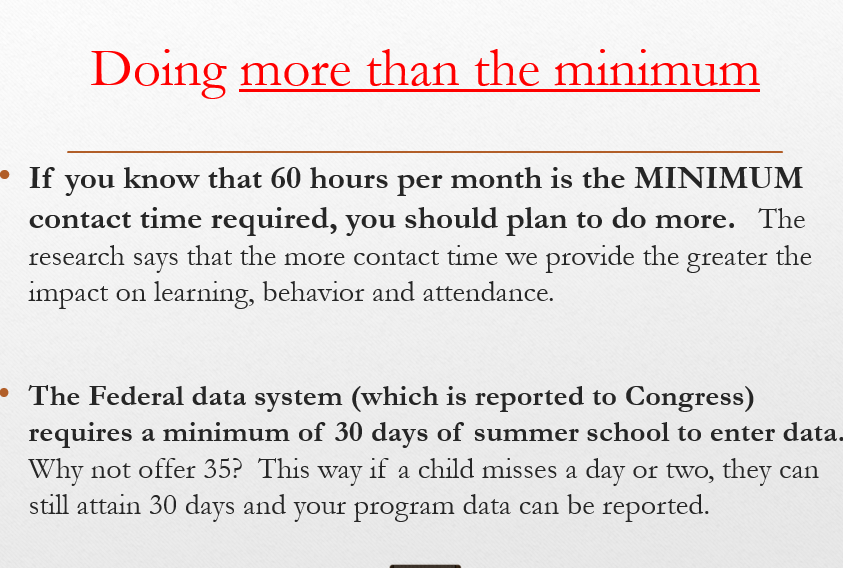 Doing more than the minimum
• If you know that 60 hours per month is the MINIMUM
contact time required, you should plan to do more. The
research says that the more contact time we provide the greater the
impact on learning, behavior and attendance.
• The Federal data system (which is reported to Congress)
requires a minimum of 30 days of summer school to enter data.
Why not offer 35? This way if a child misses a day or two, they can
still attain 30 days and your program data can be reported.